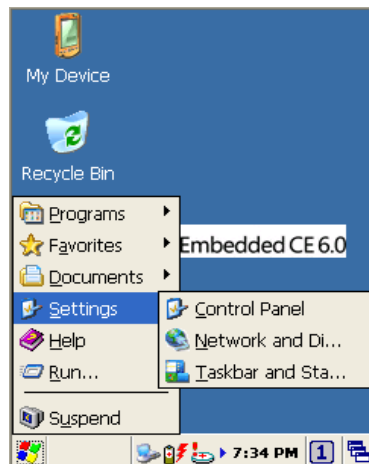 My Device
Recycle Bin
Programs
Favorites
Embedded CE 6.0
Documents
Settings
Control Panel
Help
Network and Di...
Run...
Taskbar and Sta...
Suspend
7:34 PM
1